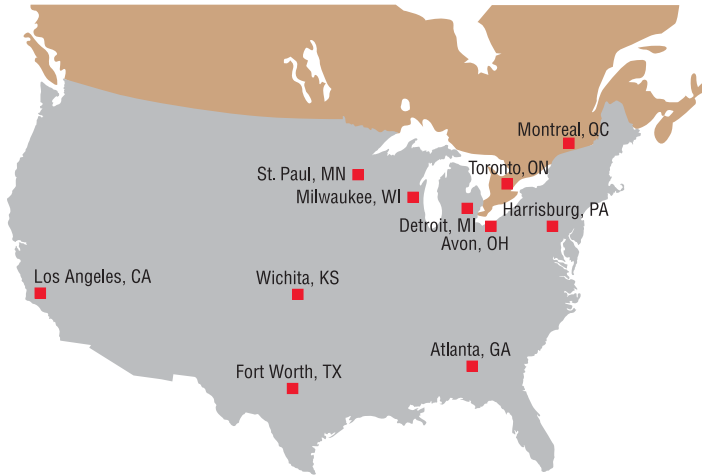 Montreal, QC
Toronto, ON
St. Paul, MN
Milwaukee, WI
Harrisburg, PA
Detroit, MI
Avon, OH
Los Angeles, CA
Wichita, KS
Atlanta, GA
Fort Worth, TX